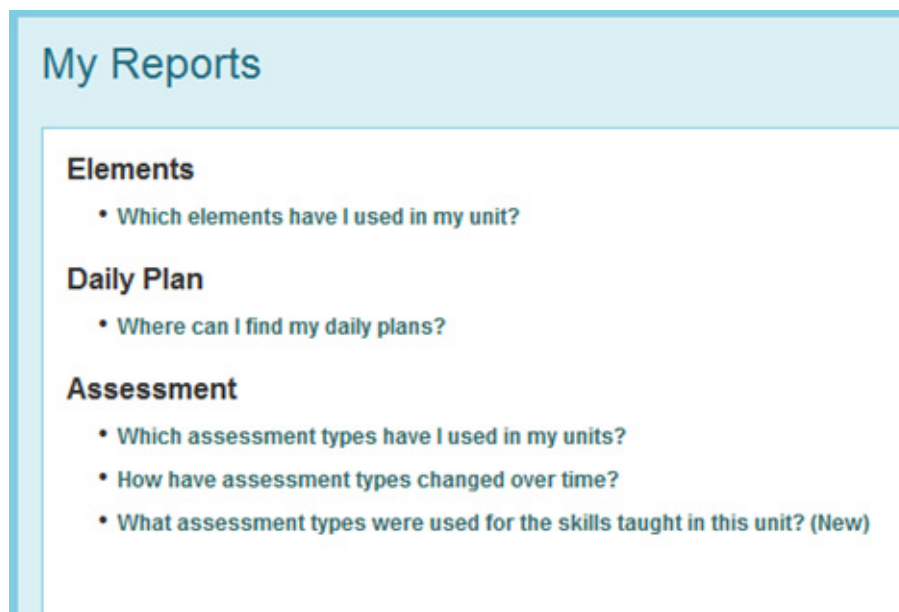 My Reports
Elements
• Which elements have I used in my unit?
Daily Plan
• Where can I find my daily plans?
Assessment
• Which assessment types have I used in my units?
• How have assessment types changed over time?
• What assessment types were used for the skills taught in this unit? (New)